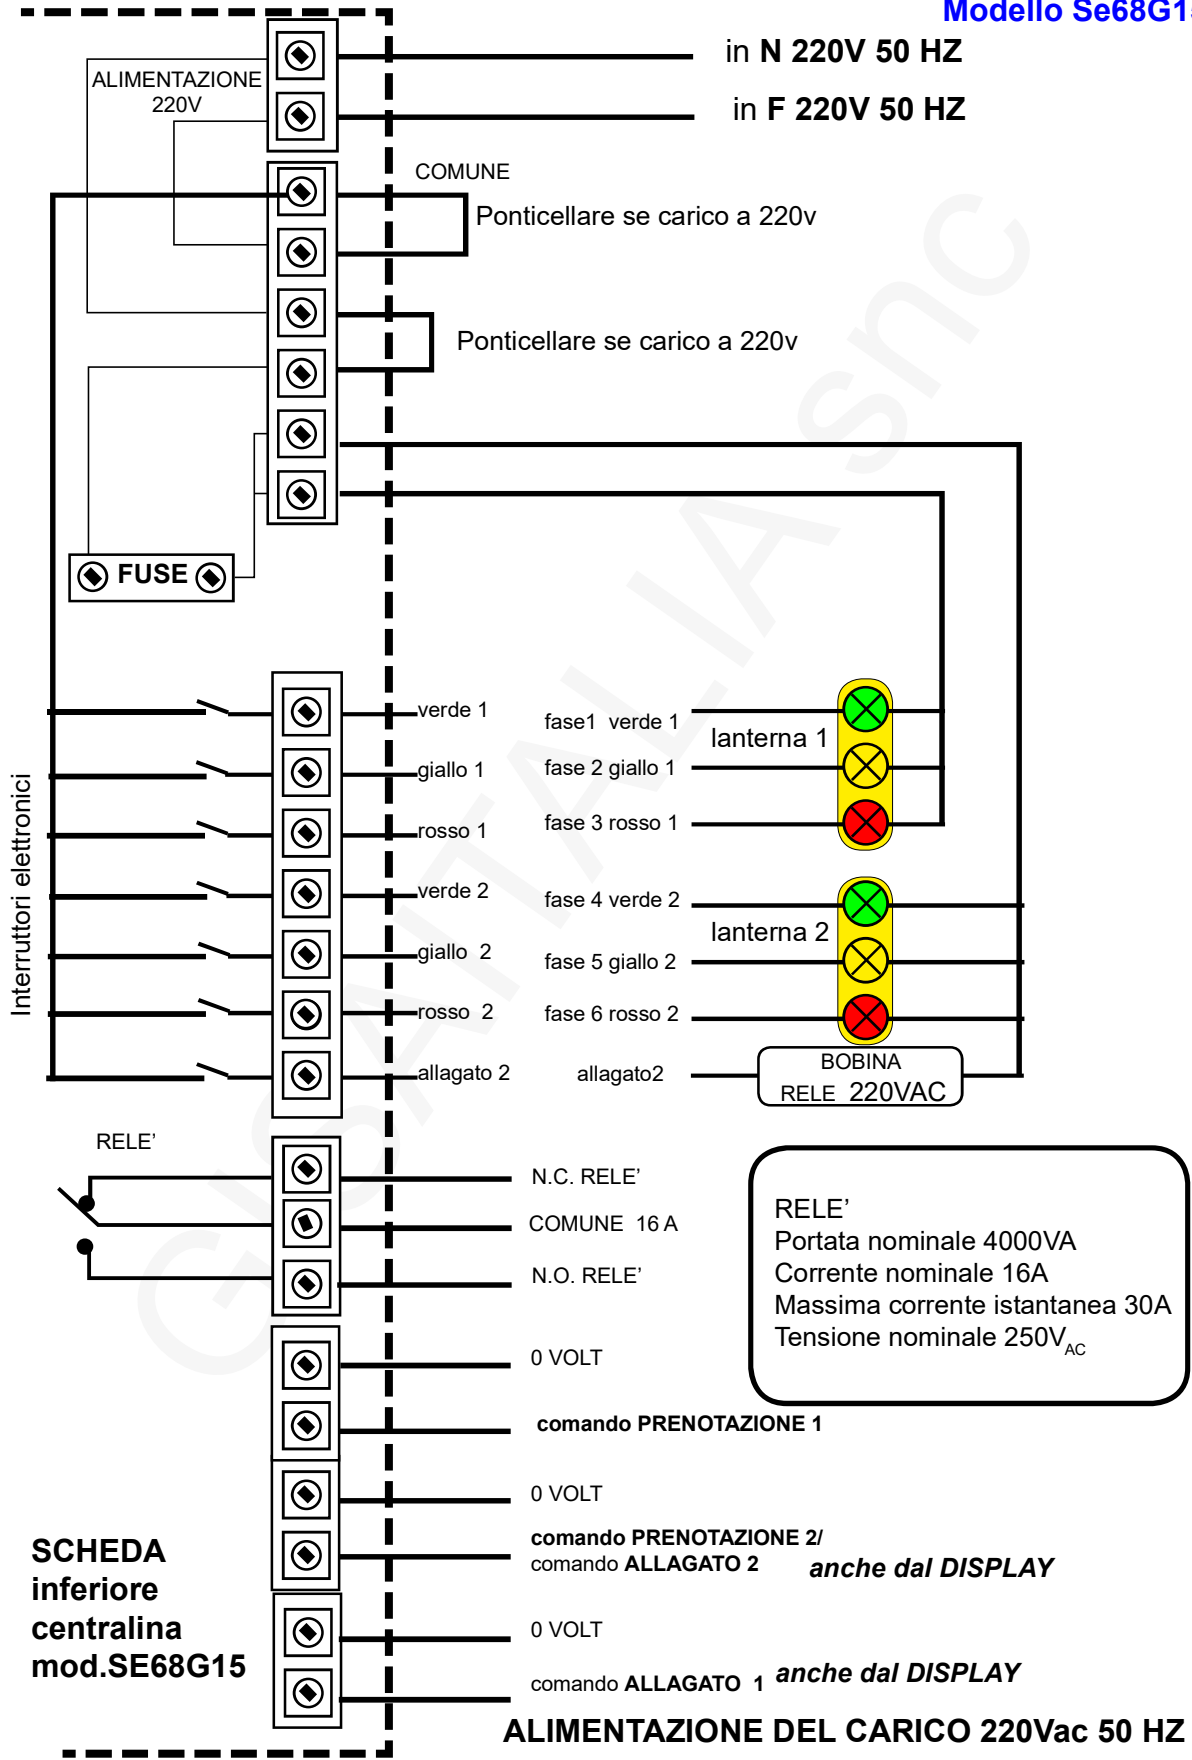 Modello Se68G15
in N 220V 50 HZ
ALIMENTAZIONE
220V
in F 220V 50 HZ
COMUNE
Ponticellare se carico a 220v
Ponticellare se carico a 220v
FUSE
Interruttori elettronici
verde 1
giallo 1
rosso 1
verde 2
giallo 2
rosso 2
allagato 2
fase1 verde 1
lanterna 1
fase 2 giallo 1
fase 3 rosso 1
fase 4 verde 2
lanterna 2
fase 5 giallo 2
fase 6 rosso 2
allagato2
BOBINA
RELE 220VAC
RELE’
N.C. RELE’
COMUNE 16 A
N.O. RELE’
RELE’
Portata nominale 4000VA
Corrente nominale 16A
Massima corrente istantanea 30A
Tensione nominale 250VAC
0 VOLT
comando PRENOTAZIONE 1
0 VOLT
comando PRENOTAZIONE 2/
comando ALLAGATO 2 anche dal DISPLAY
0 VOLT
comando ALLAGATO 1 anche dal DISPLAY
SCHEDA
inferiore
centralina
mod.SE68G15
ALIMENTAZIONE DEL CARICO 220Vac 50 HZ
GISAITALIA snc